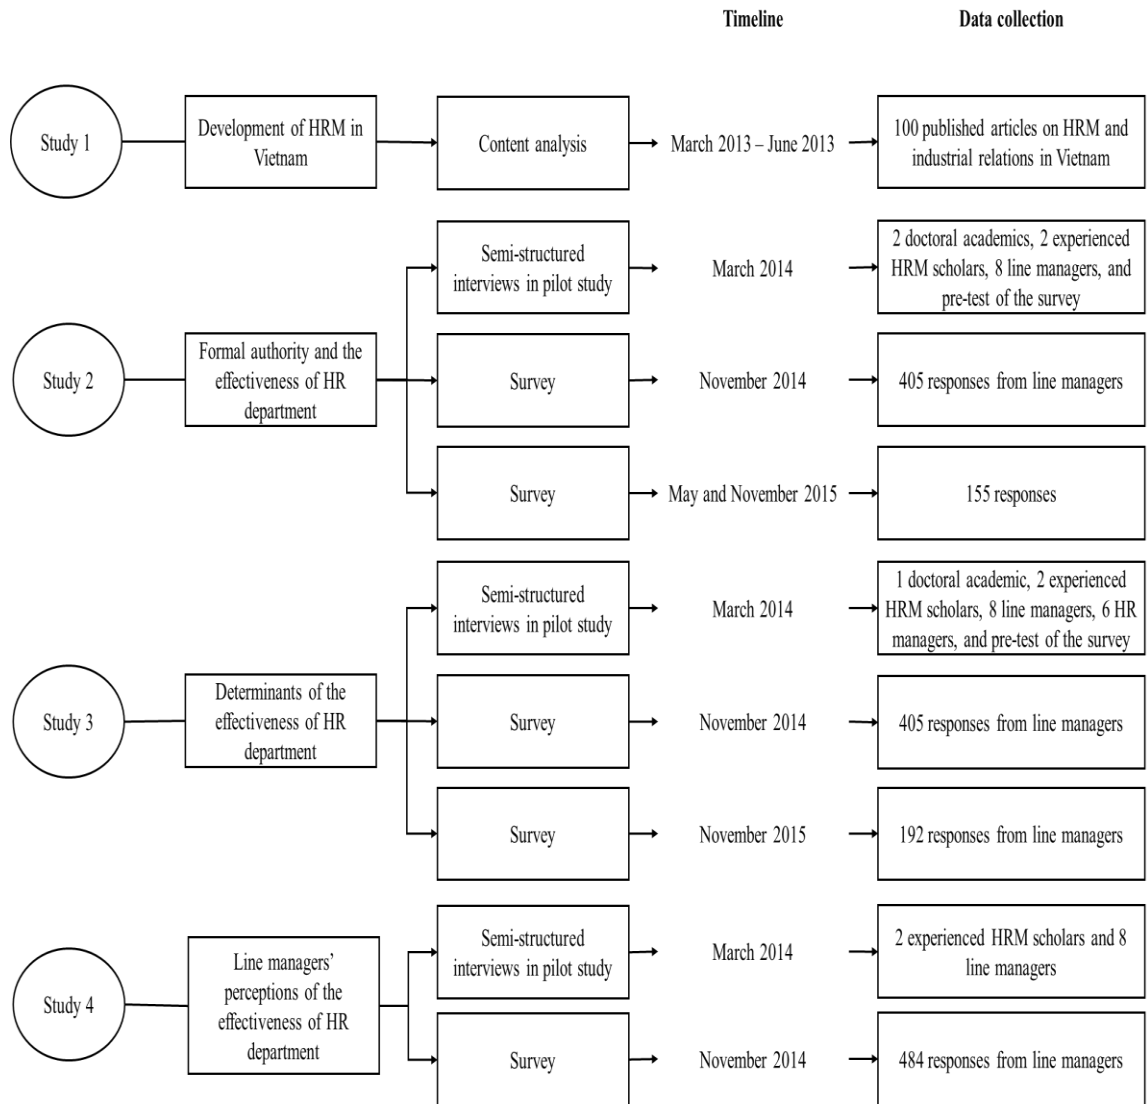 Timeline
Data collection
Study 1
Development of HRM in
Vietnam
Content analysis
March 2013 – June 2013
100 published articles on HRM and
industrial relations in Vietnam
Study 2
Formal authority and the
effectiveness of HR
department
Semi-structured
interviews in pilot study
March 2014
2 doctoral academics, 2 experienced
HRM scholars, 8 line managers, and
pre-test of the survey
Survey
November 2014
405 responses from line managers
Survey
May and November 2015
155 responses
Study 3
Determinants of the
effectiveness of HR
department
Semi-structured
interviews in pilot study
March 2014
1 doctoral academic, 2 experienced
HRM scholars, 8 line managers, 6 HR
managers, and pre-test of the survey
Survey
November 2014
405 responses from line managers
Survey
November 2015
192 responses from line managers
Study 4
Line managers’
perceptions of the
effectiveness of HR
department
Semi-structured
interviews in pilot study
March 2014
2 experienced HRM scholars and 8
line managers
Survey
November 2014
484 responses from line managers